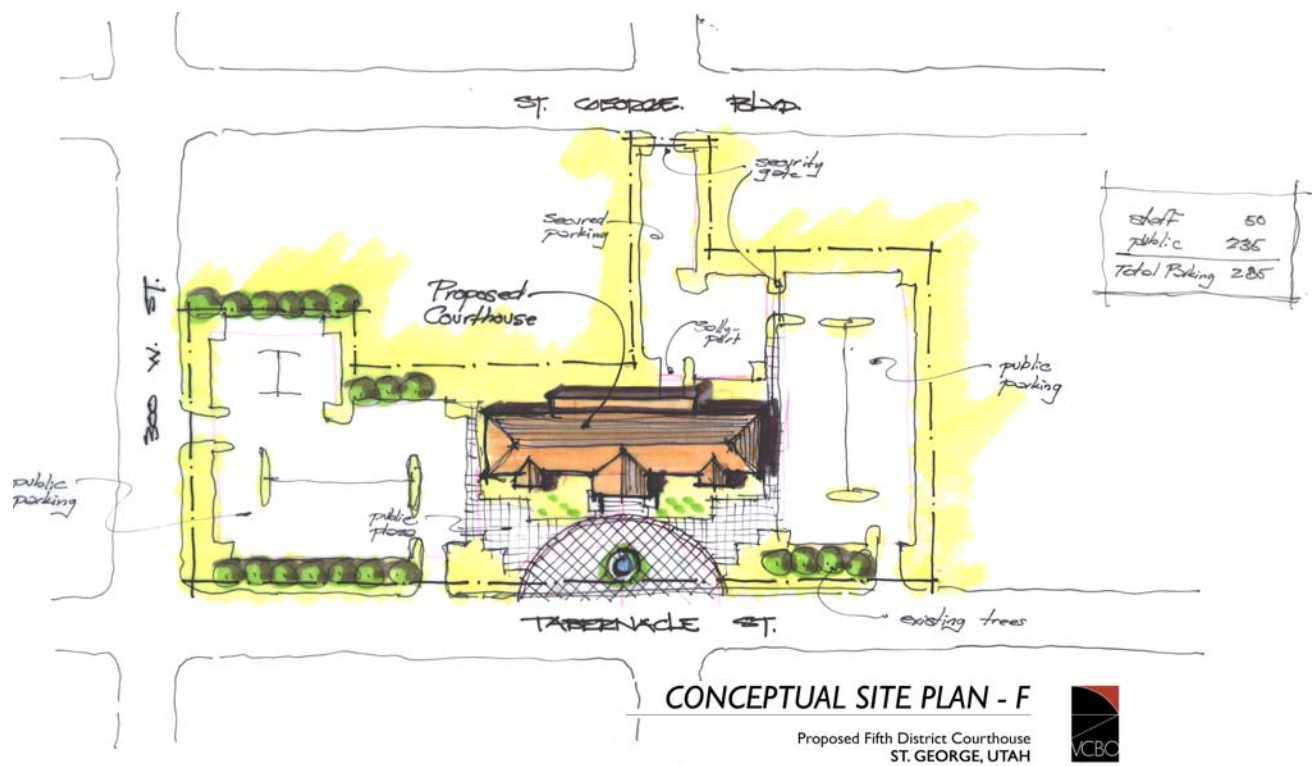 ST. GEORGE. BLVD
security
gate
secured
parking
staff 50
public 235
Total Parking 285
300 W. ST.
Proposed
Courthouse
Sally-
port
public
parking
public
parking
public
plaza
existing trees
TABERNACLE ST.
CONCEPTUAL SITE PLAN - F
Proposed Fifth District Courthouse
ST. GEORGE, UTAH
VCBO